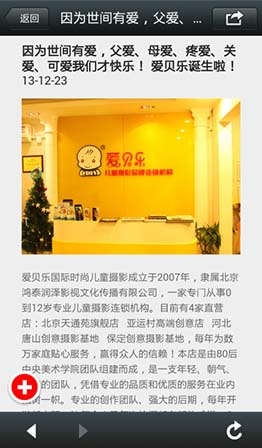 返回
因为世间有爱，父爱、...
因为世间有爱，父爱、母爱、疼爱、关
爱、可爱我们才快乐！ 爱贝乐诞生啦！
13-12-23
爱贝乐
儿童摄影品牌连锁机构
爱贝乐国际时尚儿童摄影成立于2007年，隶属北京
鸿泰润泽影视文化传播有限公司，一家专门从事0
到12岁专业儿童摄影连锁机构。目前有4家直营
店：北京天通苑旗舰店 亚运村高端创意店 河北
唐山创意摄影基地 保定创意摄影基地，每年为数
万家庭贴心服务，赢得众人的信赖！本店是由80后
中央美术学院团队组建而成，是一支年轻、朝气、
的团队，凭借专业的品质和优质的服务在业内
树一帜。专业的创作团队、强大的后期，每年开